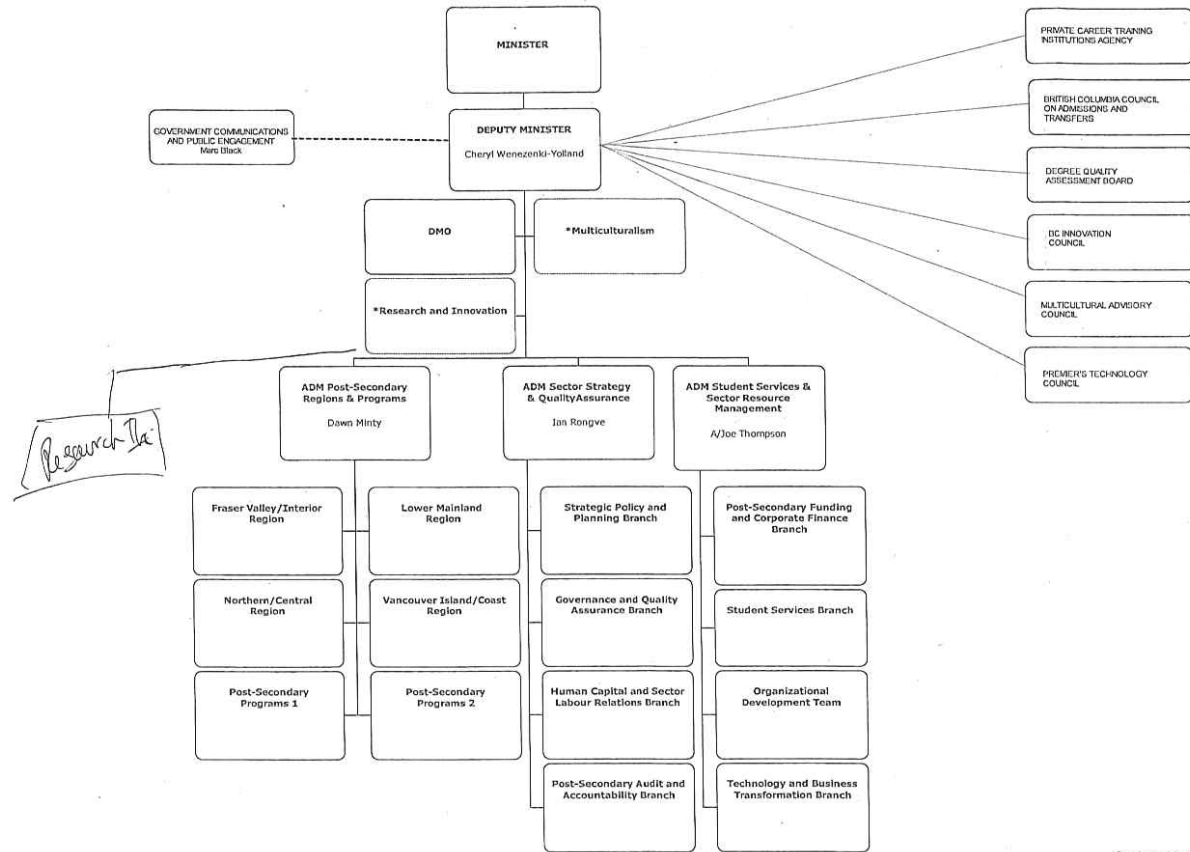 MINISTER
DEPUTY MINISTER
Cheryl Wenezenki-Yolland
GOVERNMENT COMMUNICATIONS
AND PUBLIC ENGAGEMENT
Marc Black
PRIVATE CAREER TRAINING
INSTITUTIONS AGENCY
BRITISH COLUMBIA COUNCIL
ON ADMISSIONS AND
TRANSFERS
DEGREE QUALITY
ASSESSMENT BOARD
BC INNOVATION
COUNCIL
MULTICULTURAL ADVISORY
COUNCIL
PREMIER'S TECHNOLOGY
COUNCIL
DMO
*Multiculturalism
*Research and Innovation
Research
ADM Post-Secondary
Regions & Programs
Dawn Minty
ADM Sector Strategy
& QualityAssurance
Ian Rongve
ADM Student Services &
Sector Resource
Management
A/Joe Thompson
Fraser Valley/Interior
Region
Lower Mainland
Region
Northern/Central
Region
Vancouver Island/Coast
Region
Post-Secondary
Programs 1
Post-Secondary
Programs 2
Strategic Policy and
Planning Branch
Governance and Quality
Assurance Branch
Human Capital and Sector
Labour Relations Branch
Post-Secondary Audit and
Accountability Branch
Post-Secondary Funding
and Corporate Finance
Branch
Student Services Branch
Organizational
Development Team
Technology and Business
Transformation Branch